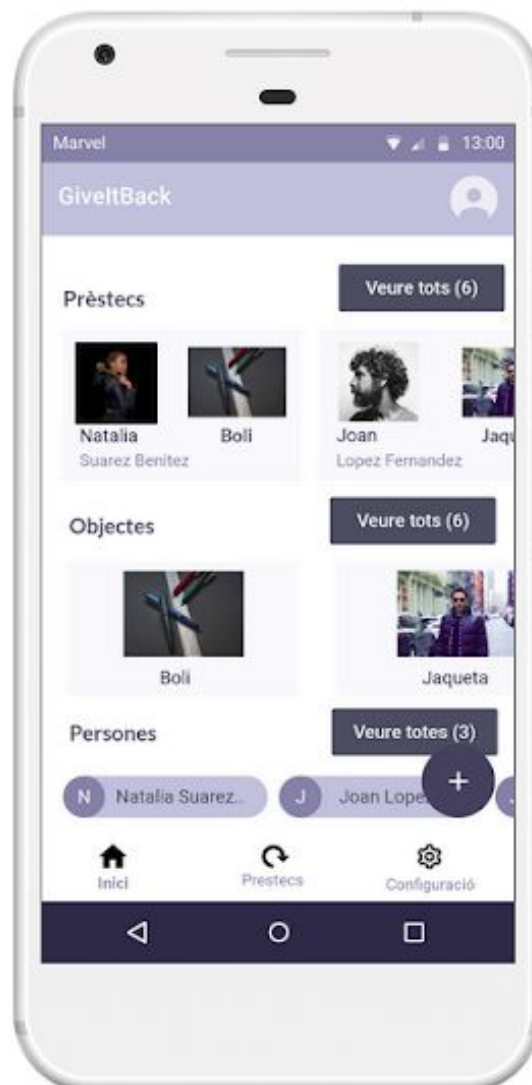 Marvel 13:00
GiveItBack
Prèstecs Veure tots (6)
Natalia Boli Joan Jaqu
Suarez Benitez Lopez Fernandez
Objectes Veure tots (6)
Boli Jaqueta
Persones Veure totes (3)
N Natalia Suarez.. J Joan Lope +
Inici Prestecs Configuració